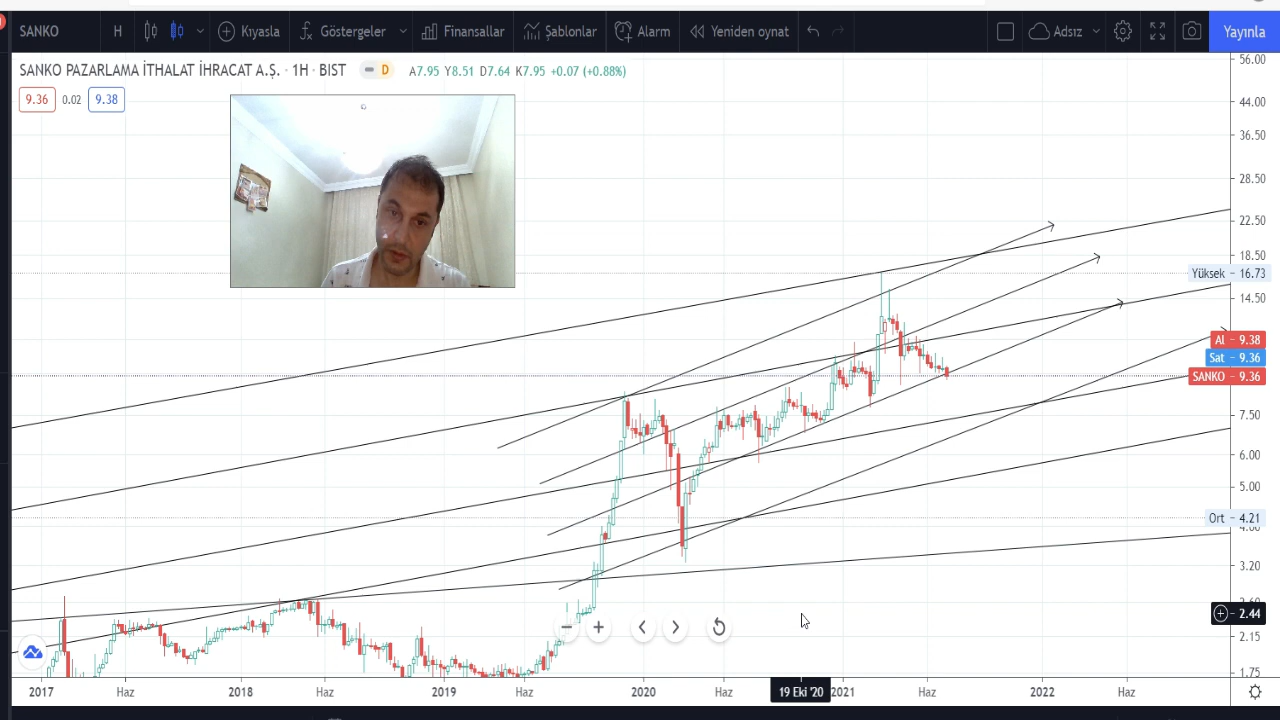 SANKO H Kıyasla Göstergeler Finansallar Şablonlar Alarm Yeniden oynat Adsız Yayınla
SANKO PAZARLAMA İTHALAT İHRACAT A.Ş. · 1H · BIST D A7.95 Y8.51 D7.64 K7.95 +0.07 (+0.88%)
9.36 0.02 9.38
56.00
44.00
36.50
28.50
22.50
18.50
Yüksek - 16.73
14.50
Al - 9.38
Sat - 9.36
SANKO - 9.36
7.50
6.00
5.00
Ort - 4.21
4.00
3.20
2.44
2.15
1.75
2017 Haz 2018 Haz 2019 Haz 2020 Haz 19 Eki '20 2021 Haz 2022 Haz